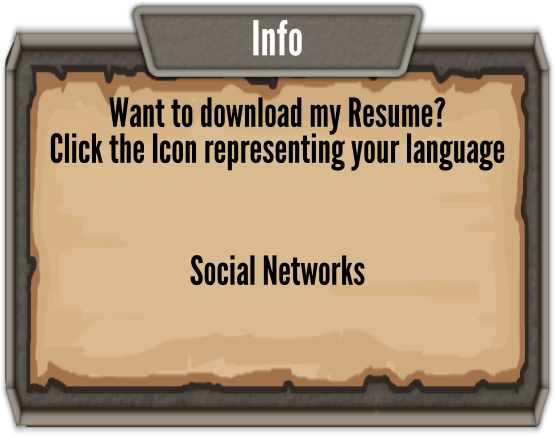 Info
Want to download my Resume?
Click the Icon representing your language
Social Networks